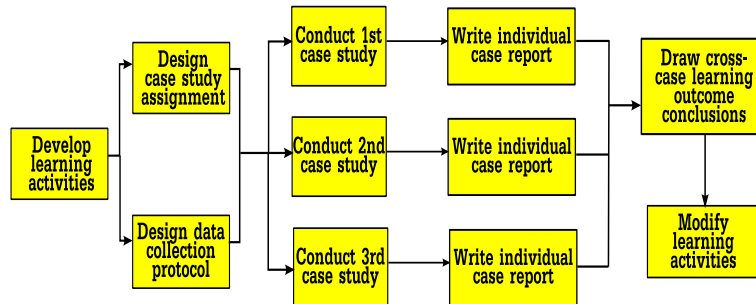 Develop
learning
activities
Design
case study
assignment
Design data
collection
protocol
Conduct 1st
case study
Conduct 2nd
case study
Conduct 3rd
case study
Write individual
case report
Write individual
case report
Write individual
case report
Draw cross-
case learning
outcome
conclusions
Modify
learning
activities